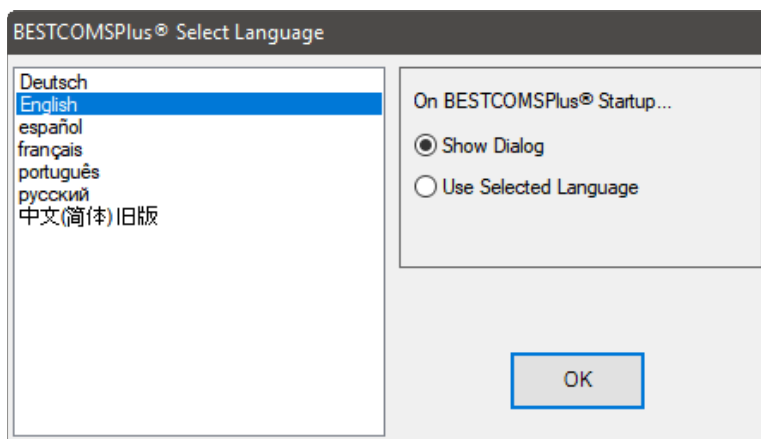 BESTCOMSPlus® Select Language
Deutsch
English
español
français
português
русский
中文(简体) 旧版
On BESTCOMSPlus® Startup...
Show Dialog
Use Selected Language
OK